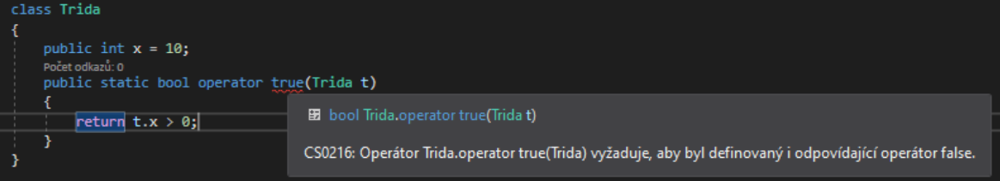 class Trida
{
public int x = 10;
Počet odkazů: 0
public static bool operator true(Trida t)
{
return t.x > 0;
}
}
bool Trida.operator true(Trida t)
CS0216: Operátor Trida.operator true(Trida) vyžaduje, aby byl definovaný i odpovídající operátor false.